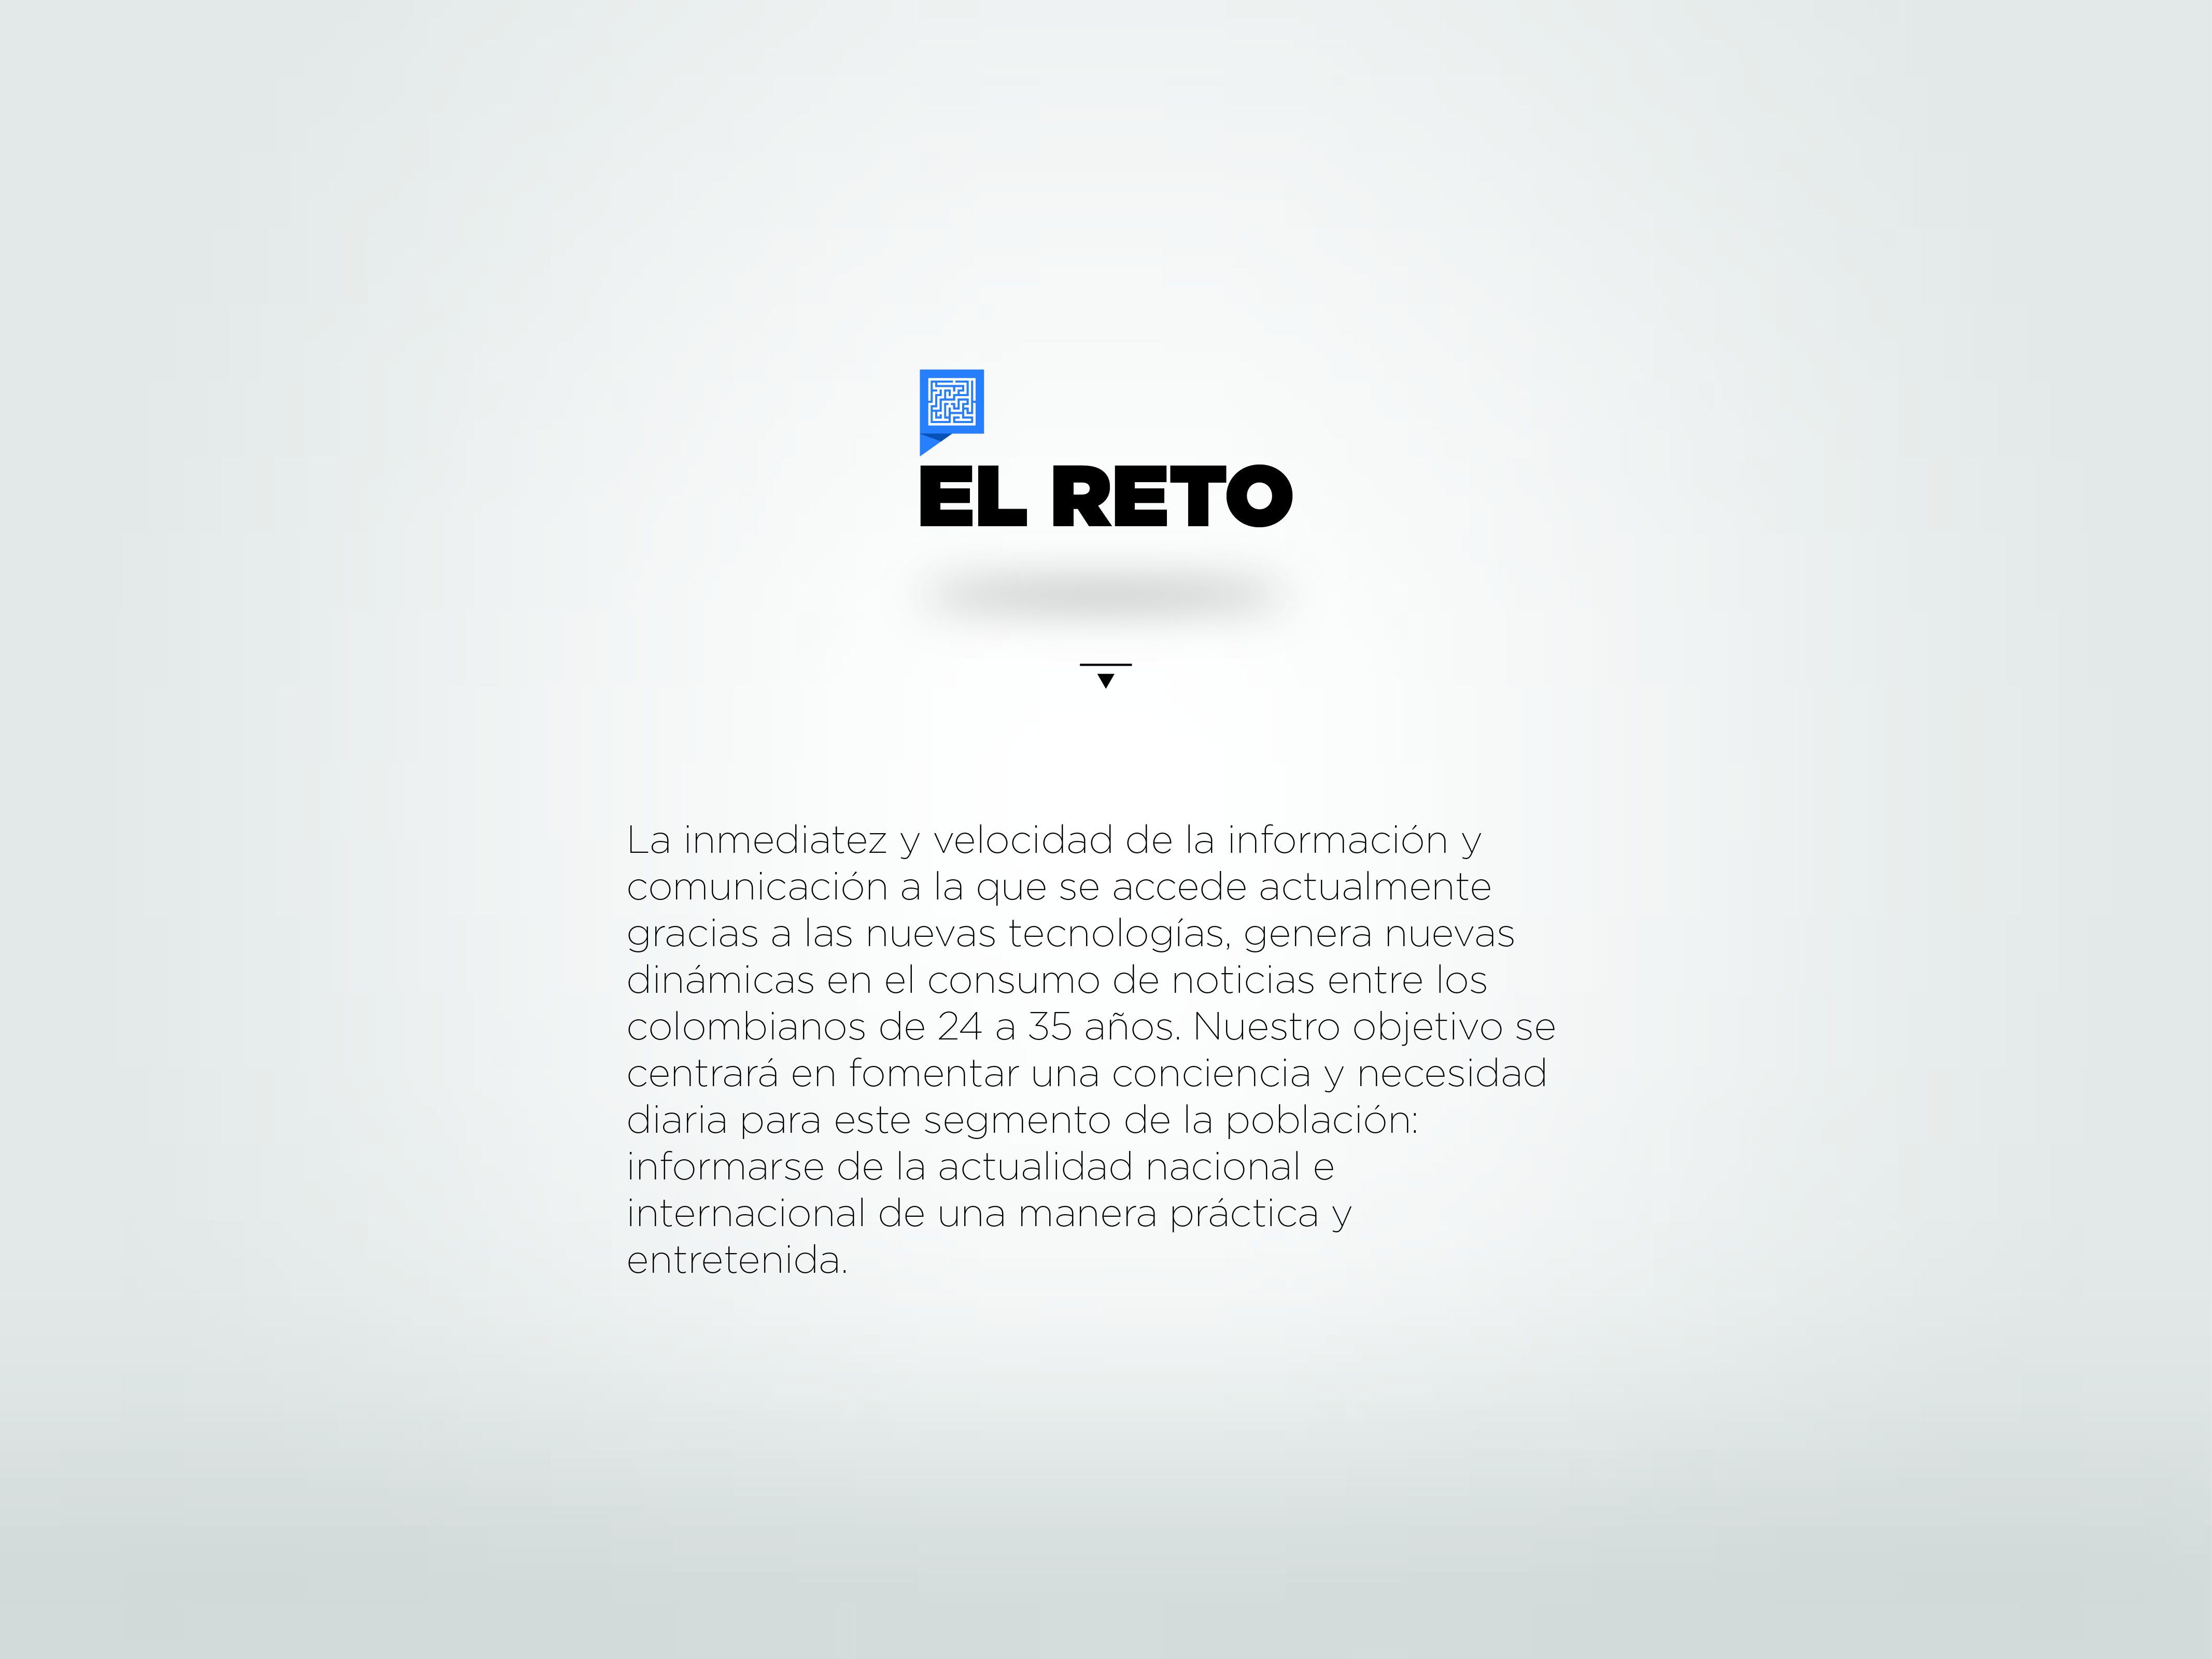 EL RETO
La inmediatez y velocidad de la información y
comunicación a la que se accede actualmente
gracias a las nuevas tecnologías, genera nuevas
dinámicas en el consumo de noticias entre los
colombianos de 24 a 35 años. Nuestro objetivo se
centrará en fomentar una conciencia y necesidad
diaria para este segmento de la población:
informarse de la actualidad nacional e
internacional de una manera práctica y
entretenida.